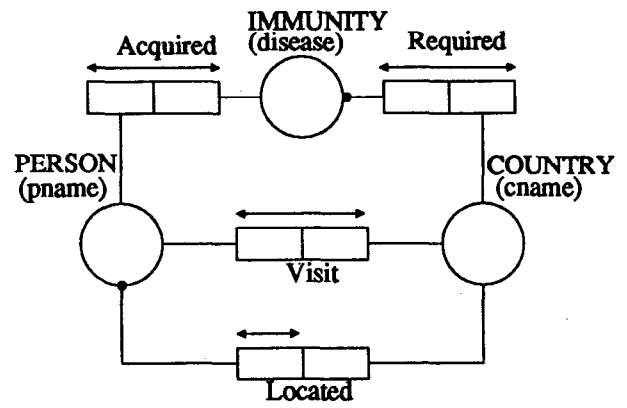 IMMUNITY
Acquired
(disease)
Required
PERSON
(pname)
COUNTRY
(cname)
Visit
Located